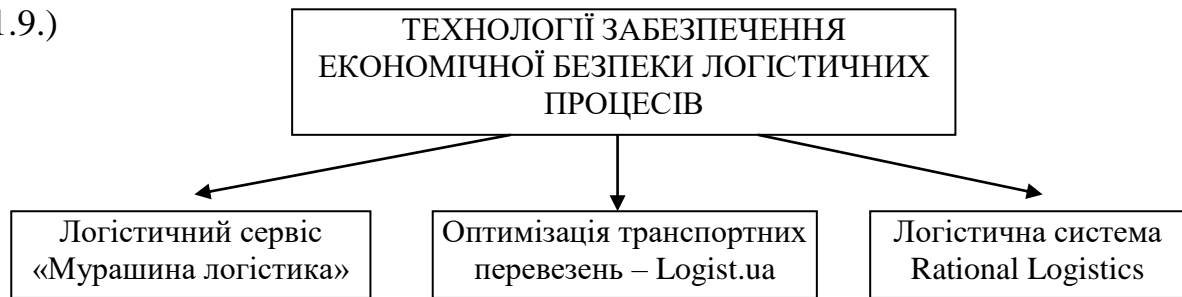 1.9.)
ТЕХНОЛОГІЇ ЗАБЕЗПЕЧЕННЯ
ЕКОНОМІЧНОЇ БЕЗПЕКИ ЛОГІСТИЧНИХ
ПРОЦЕСІВ
Логістичний сервіс
«Мурашина логістика»
Оптимізація транспортних
перевезень – Logist.ua
Логістична система
Rational Logistics